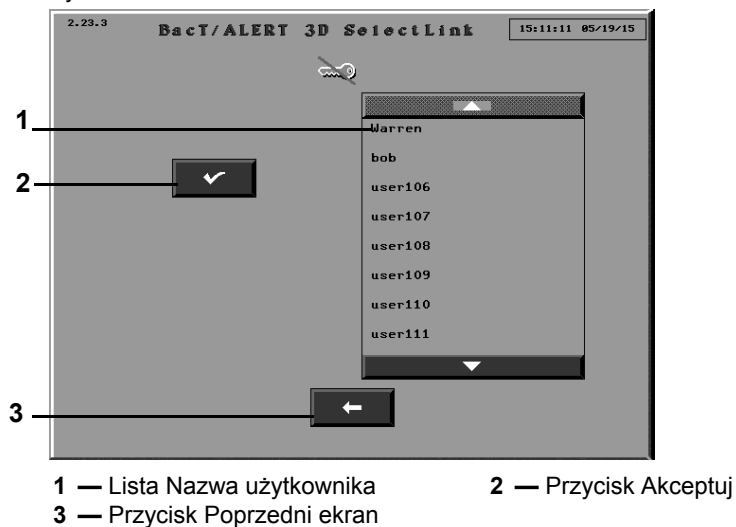 2.23.3 BacT/ALERT 3D SelectLink 15:11:11 05/19/15
1
Warren
bob
2
user106
user107
user108
user109
user110
user111
3
1 — Lista Nazwa użytkownika 2 — Przycisk Akceptuj
3 — Przycisk Poprzedni ekran